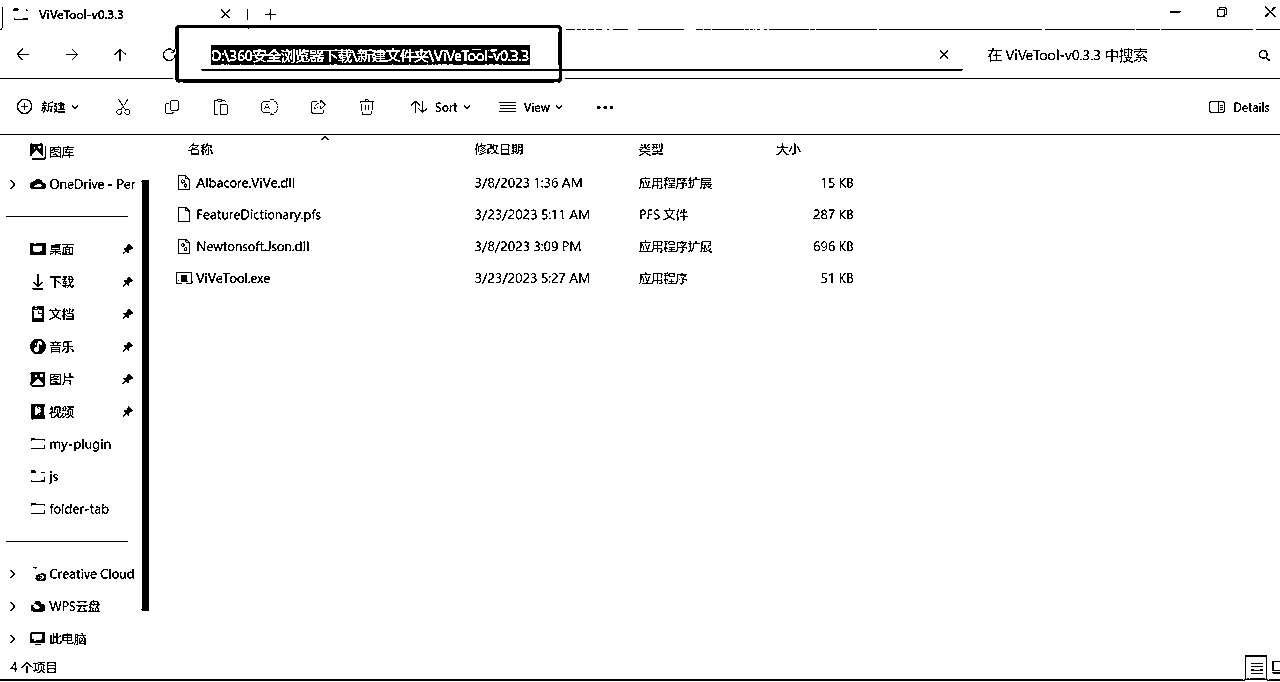 ViVeTool-v0.3.3
D:\360安全浏览器下载\新建文件夹\ViVeTool-v0.3.3
在 ViVeTool-v0.3.3 中搜索
新建
Sort
View
Details
名称 修改日期 类型 大小
图库
OneDrive - Per
Albacore.ViVe.dll 3/8/2023 1:36 AM 应用程序扩展 15 KB
FeatureDictionary.pfs 3/23/2023 5:11 AM PFS 文件 287 KB
Newtonsoft.Json.dll 3/8/2023 3:09 PM 应用程序扩展 696 KB
ViVeTool.exe 3/23/2023 5:27 AM 应用程序 51 KB
桌面
下载
文档
音乐
图片
视频
my-plugin
js
folder-tab
Creative Cloud
WPS云盘
此电脑
4 个项目